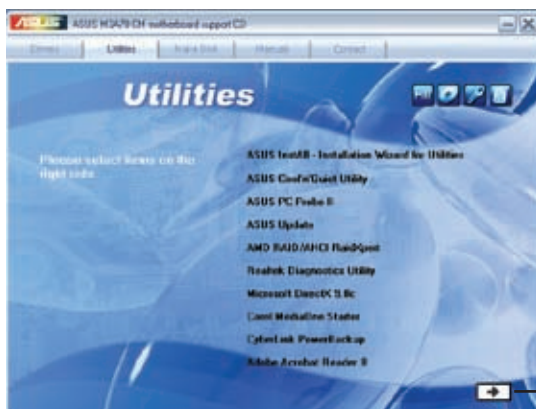 ASUS M3A78-EM motherboard support CD
Drivers
Utilities
Make Disk
Manuals
Contact
Utilities
Please select items on the
right side.
ASUS InstAll - Installation Wizard for Utilities
ASUS Cool'n'Quiet Utility
ASUS PC Probe II
ASUS Update
AMD RAID/AHCI RaidXpert
Realtek Diagnostics Utility
Microsoft DirectX 9.0c
Corel MediaOne Starter
CyberLink PowerBackup
Adobe Acrobat Reader 8